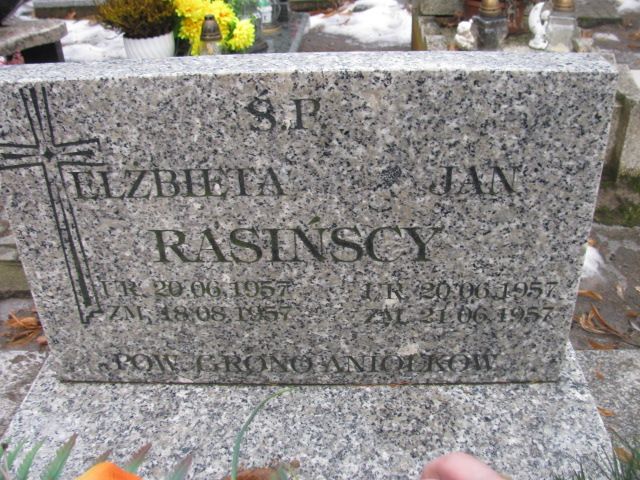 Ś.P.
ELŻBIETA JAN
RASIŃSCY
UR. 20.06.1957 UR. 20.06.1957
ZM. 18.08.1957 ZM. 21.06.1957
POW. GRONO ANIOŁKÓW